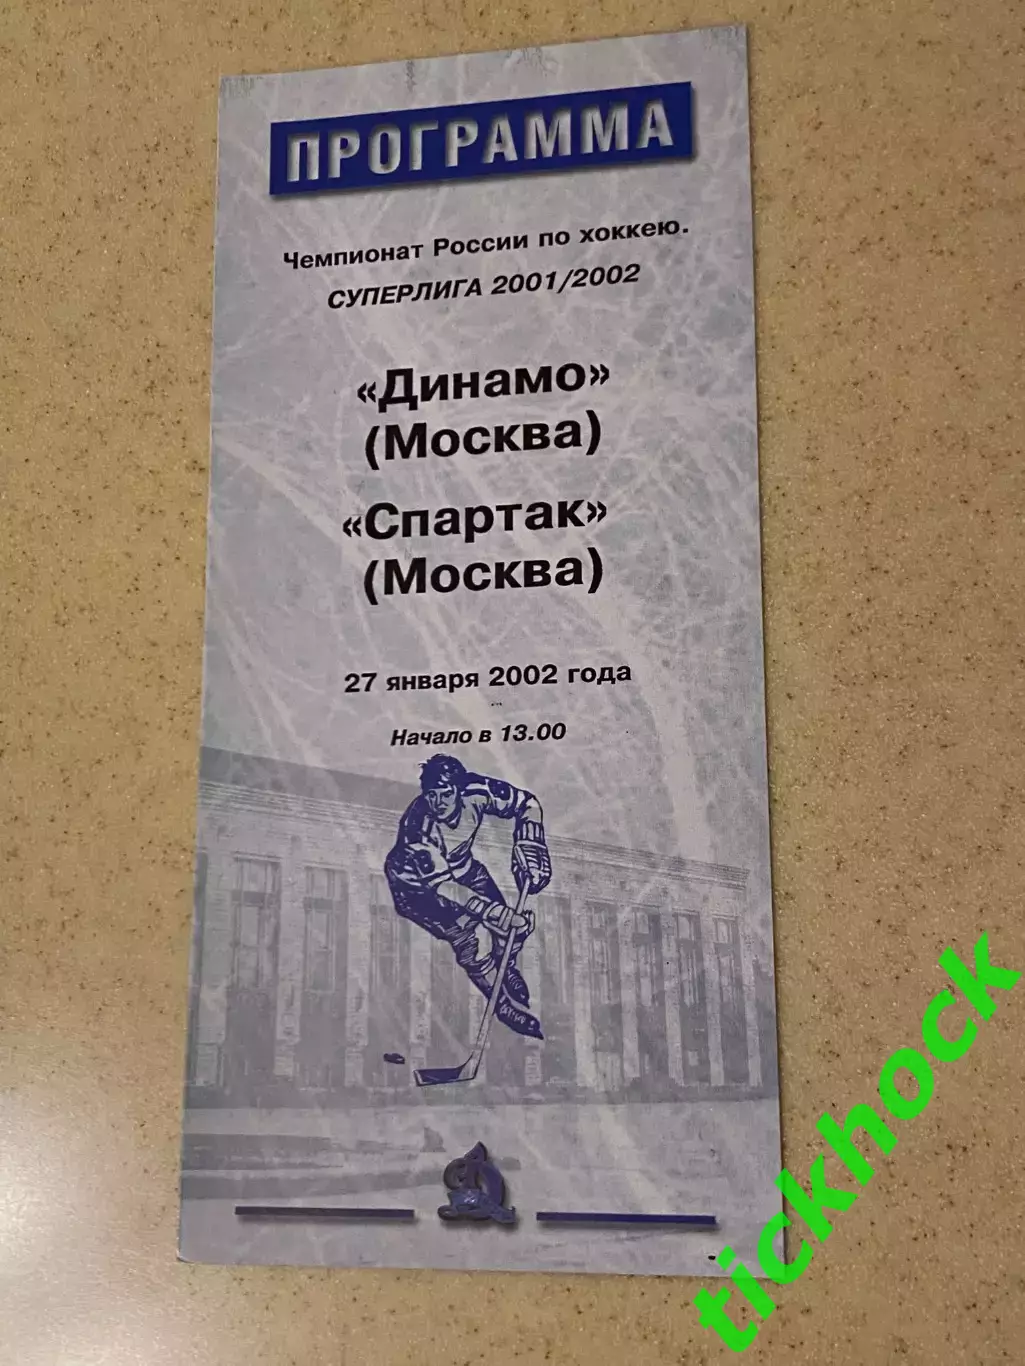 ПРОГРАММА
Чемпионат России по хоккею.
СУПЕРЛИГА 2001/2002
«Динамо»
(Москва)
«Спартак»
(Москва)
27 января 2002 года
Начало в 13.00
tickhock